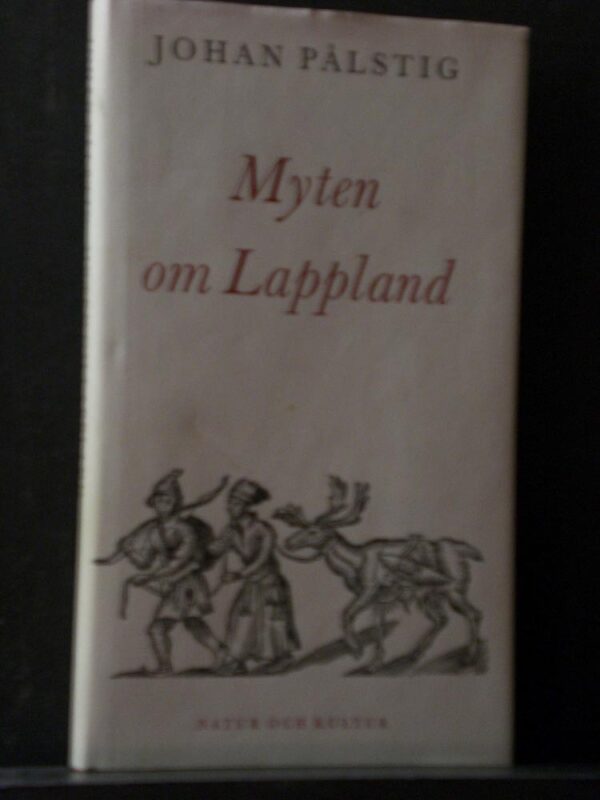 JOHAN PÅLSTIG
Myten
om Lappland
NATUR OCH KULTUR